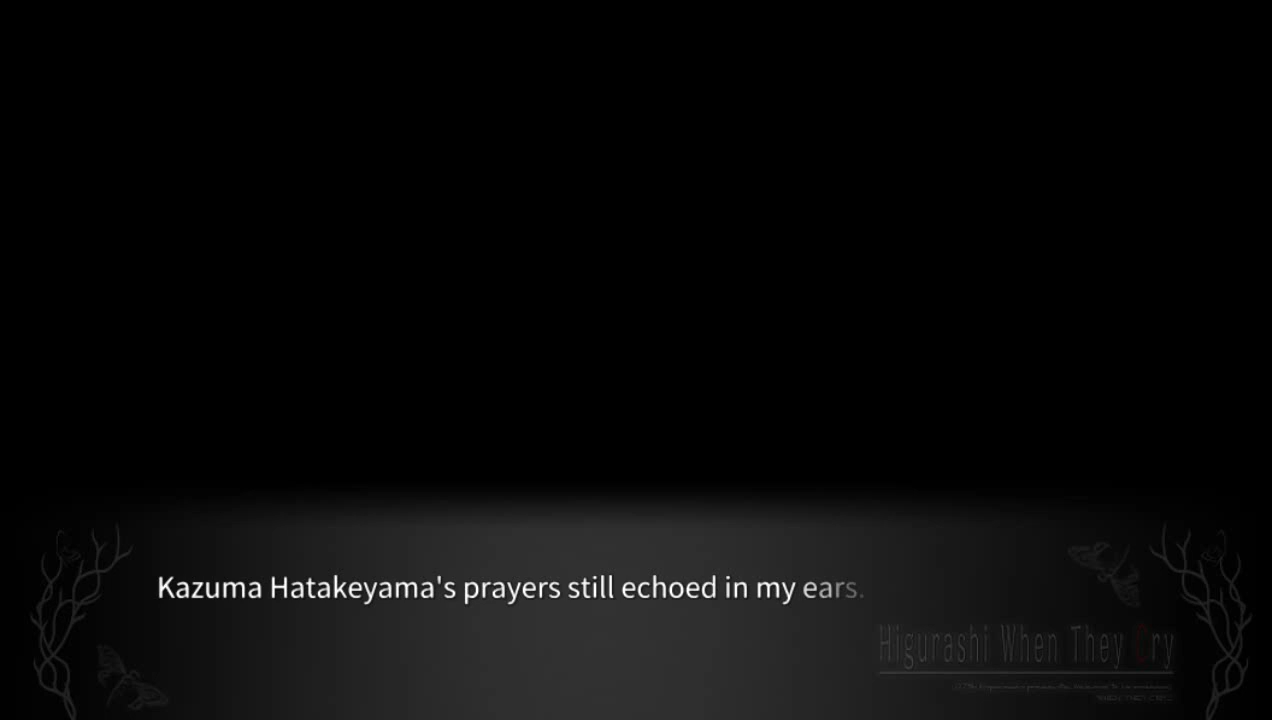 Kazuma Hatakeyama's prayers still echoed in my ears.
Higurashi When They Cry